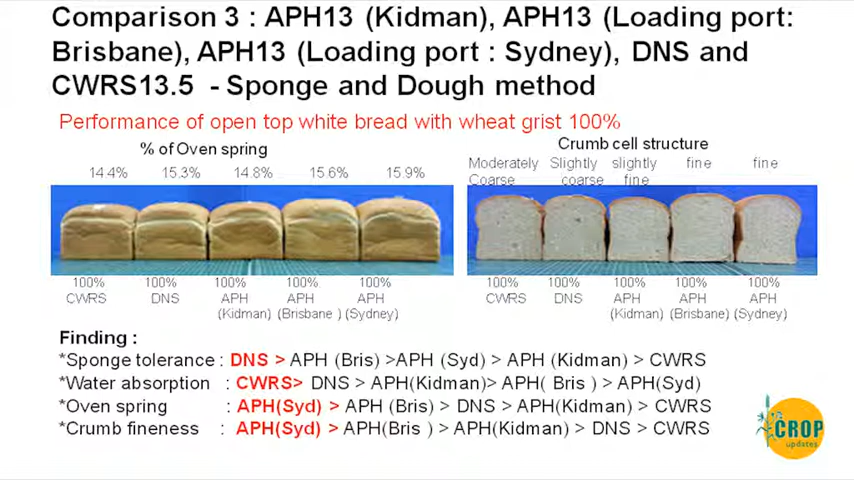 Comparison 3 : APH13 (Kidman), APH13 (Loading port:
Brisbane), APH13 (Loading port : Sydney), DNS and
CWRS13.5 - Sponge and Dough method
Performance of open top white bread with wheat grist 100%
% of Oven spring
14.4% 15.3% 14.8% 15.6% 15.9%
100% 100% 100% 100% 100%
CWRS DNS APH APH APH
(Kidman) (Brisbane ) (Sydney)
Crumb cell structure
Moderately Slightly slightly fine fine
Coarse coarse fine
100% 100% 100% 100% 100%
CWRS DNS APH APH APH
(Kidman) (Brisbane) (Sydney)
Finding :
*Sponge tolerance : DNS > APH (Bris) >APH (Syd) > APH (Kidman) > CWRS
*Water absorption : CWRS> DNS > APH(Kidman)> APH( Bris ) > APH(Syd)
*Oven spring : APH(Syd) > APH (Bris) > DNS > APH(Kidman) > CWRS
*Crumb fineness : APH(Syd) > APH(Bris ) > APH(Kidman) > DNS > CWRS
CROP
updates